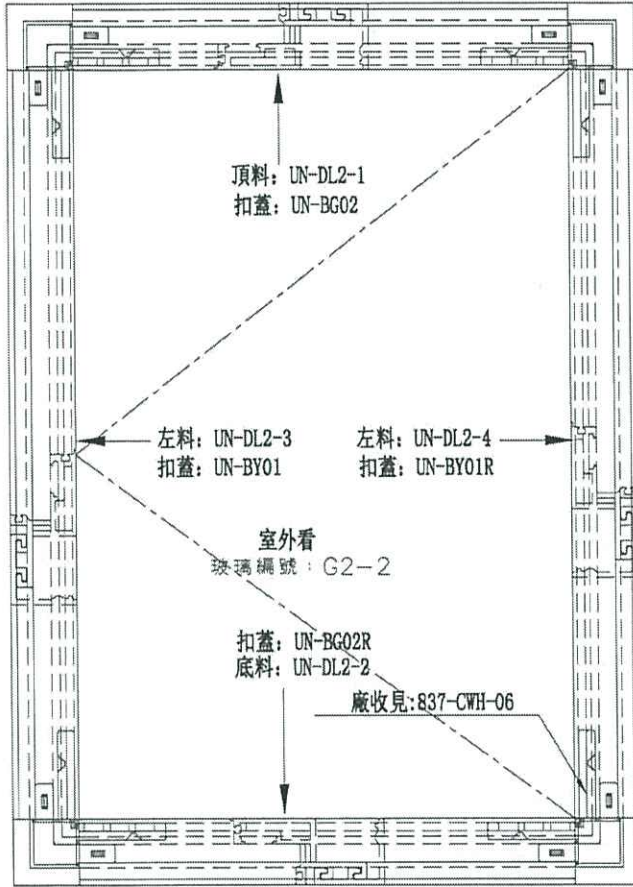 頂料: UN-DL2-1
扣蓋: UN-BG02
左料: UN-DL2-3
扣蓋: UN-BY01
左料: UN-DL2-4
扣蓋: UN-BY01R
室外看
玻璃編號：G2-2
扣蓋: UN-BG02R
底料: UN-DL2-2
廠收見:837-CWH-06